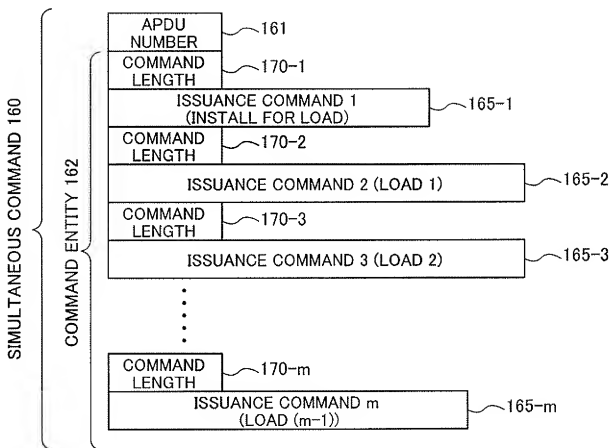 SIMULTANEOUS COMMAND 160
COMMAND ENTITY 162
APDU
NUMBER
161
COMMAND
LENGTH
170-1
ISSUANCE COMMAND 1
(INSTALL FOR LOAD)
165-1
COMMAND
LENGTH
170-2
ISSUANCE COMMAND 2 (LOAD 1)
165-2
COMMAND
LENGTH
170-3
ISSUANCE COMMAND 3 (LOAD 2)
165-3
COMMAND
LENGTH
170-m
ISSUANCE COMMAND m
(LOAD (m-1))
165-m